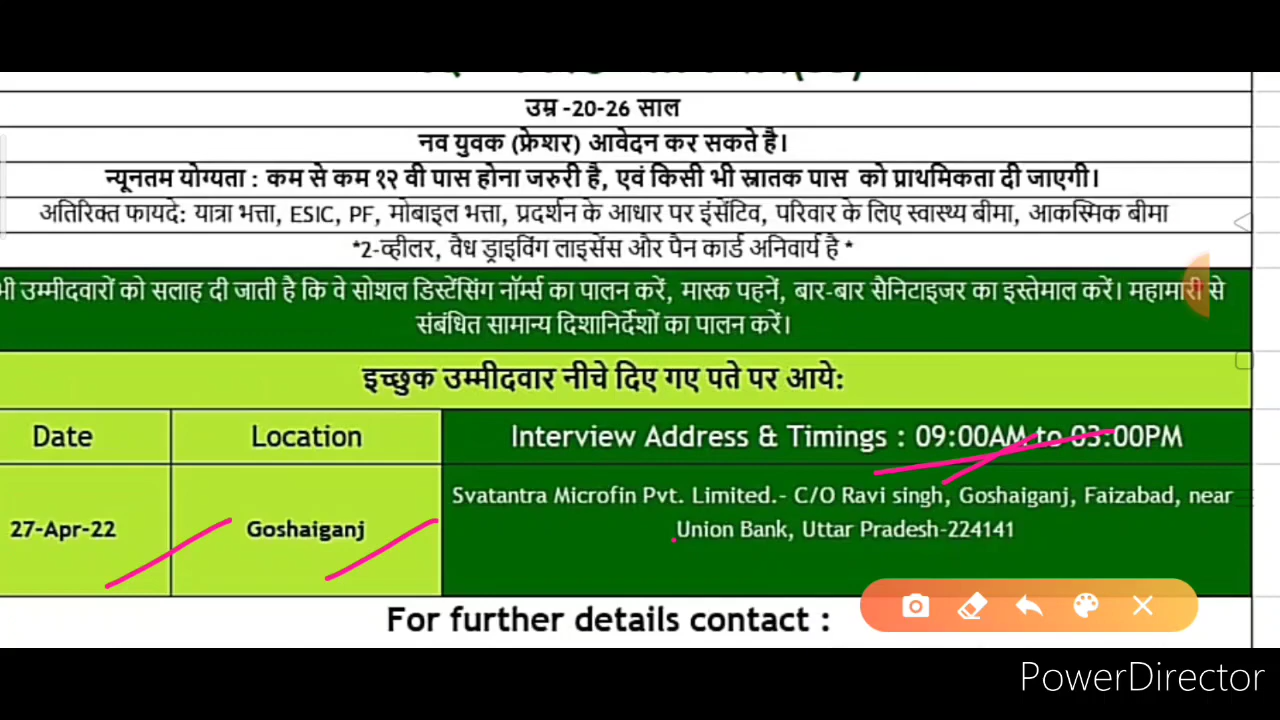 उम्र -20-26 साल
नव युवक (फ्रेशर) आवेदन कर सकते है।
न्यूनतम योग्यता : कम से कम १२ वी पास होना जरुरी है, एवं किसी भी स्नातक पास को प्राथमिकता दी जाएगी।
अतिरिक्त फायदे: यात्रा भत्ता, ESIC, PF, मोबाइल भत्ता, प्रदर्शन के आधार पर इंसेंटिव, परिवार के लिए स्वास्थ्य बीमा, आकस्मिक बीमा
*2-व्हीलर, वैध ड्राइविंग लाइसेंस और पैन कार्ड अनिवार्य है *
उम्मीदवारों को सलाह दी जाती है कि वे सोशल डिस्टेंसिंग नॉर्म्स का पालन करें, मास्क पहनें, बार-बार सैनिटाइजर का इस्तेमाल करें। महामारी से
संबंधित सामान्य दिशानिर्देशों का पालन करें।
इच्छुक उम्मीदवार नीचे दिए गए पते पर आये:
Date Location Interview Address & Timings : 09:00AM to 03:00PM
27-Apr-22 Goshaiganj Svatantra Microfin Pvt. Limited.- C/O Ravi singh, Goshaiganj, Faizabad, near
Union Bank, Uttar Pradesh-224141
For further details contact :
PowerDirector